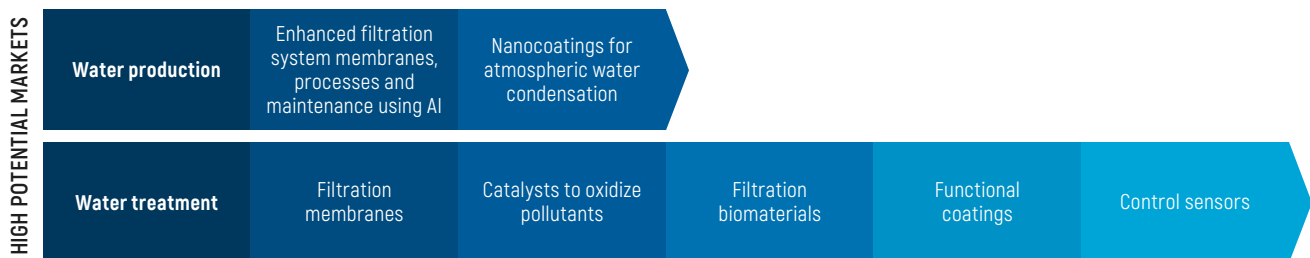 HIGH POTENTIAL MARKETS
Water production
Enhanced filtration
system membranes,
processes and
maintenance using AI
Nanocoatings for
atmospheric water
condensation
Water treatment
Filtration
membranes
Catalysts to oxidize
pollutants
Filtration
biomaterials
Functional
coatings
Control sensors